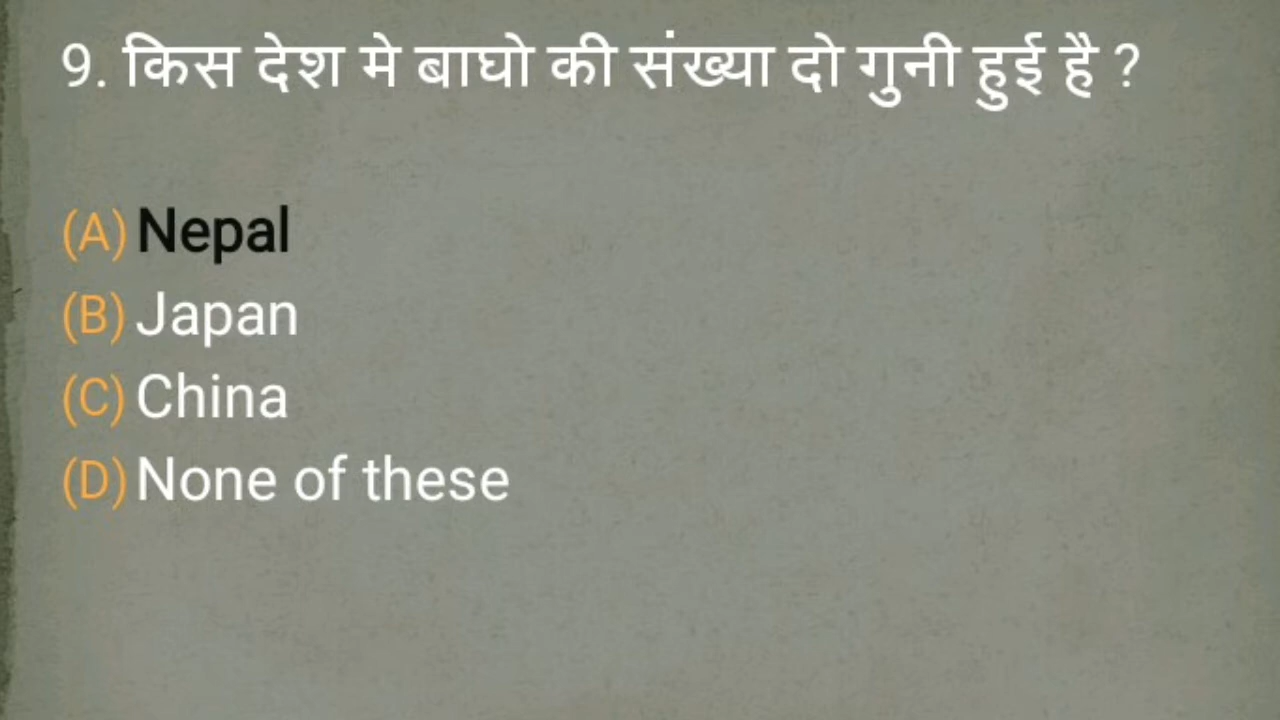 9. किस देश मे बाघो की संख्या दो गुनी हुई है ?
(A) Nepal
(B) Japan
(C) China
(D) None of these